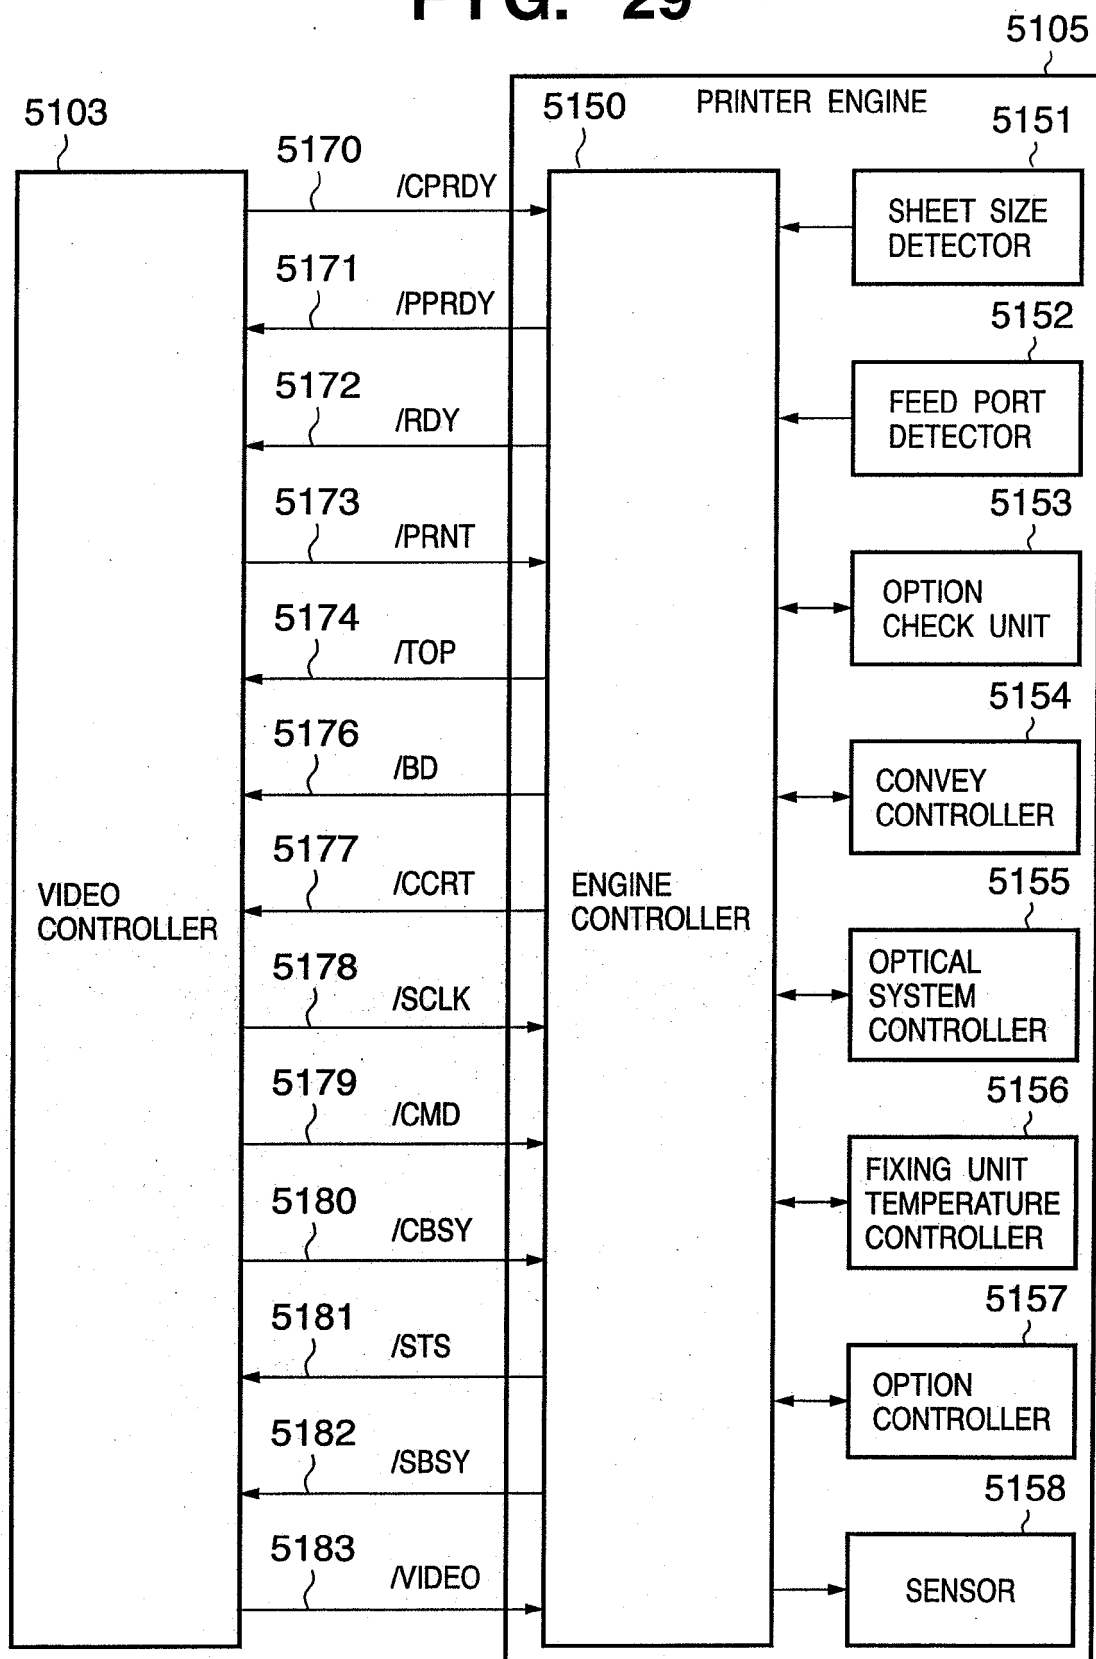 FIG. 29
5105
PRINTER ENGINE
5103
5150
5151
5170
/CPRDY
SHEET SIZE
DETECTOR
5171
/PPRDY
5152
5172
/RDY
FEED PORT
DETECTOR
5173
/PRNT
5153
OPTION
CHECK UNIT
5174
/TOP
5154
5176
/BD
CONVEY
CONTROLLER
5177
/CCRT
5155
VIDEO
CONTROLLER
ENGINE
CONTROLLER
5178
/SCLK
OPTICAL
SYSTEM
CONTROLLER
5179
/CMD
5156
FIXING UNIT
TEMPERATURE
CONTROLLER
5180
/CBSY
5157
5181
/STS
OPTION
CONTROLLER
5182
/SBSY
5158
5183
/VIDEO
SENSOR